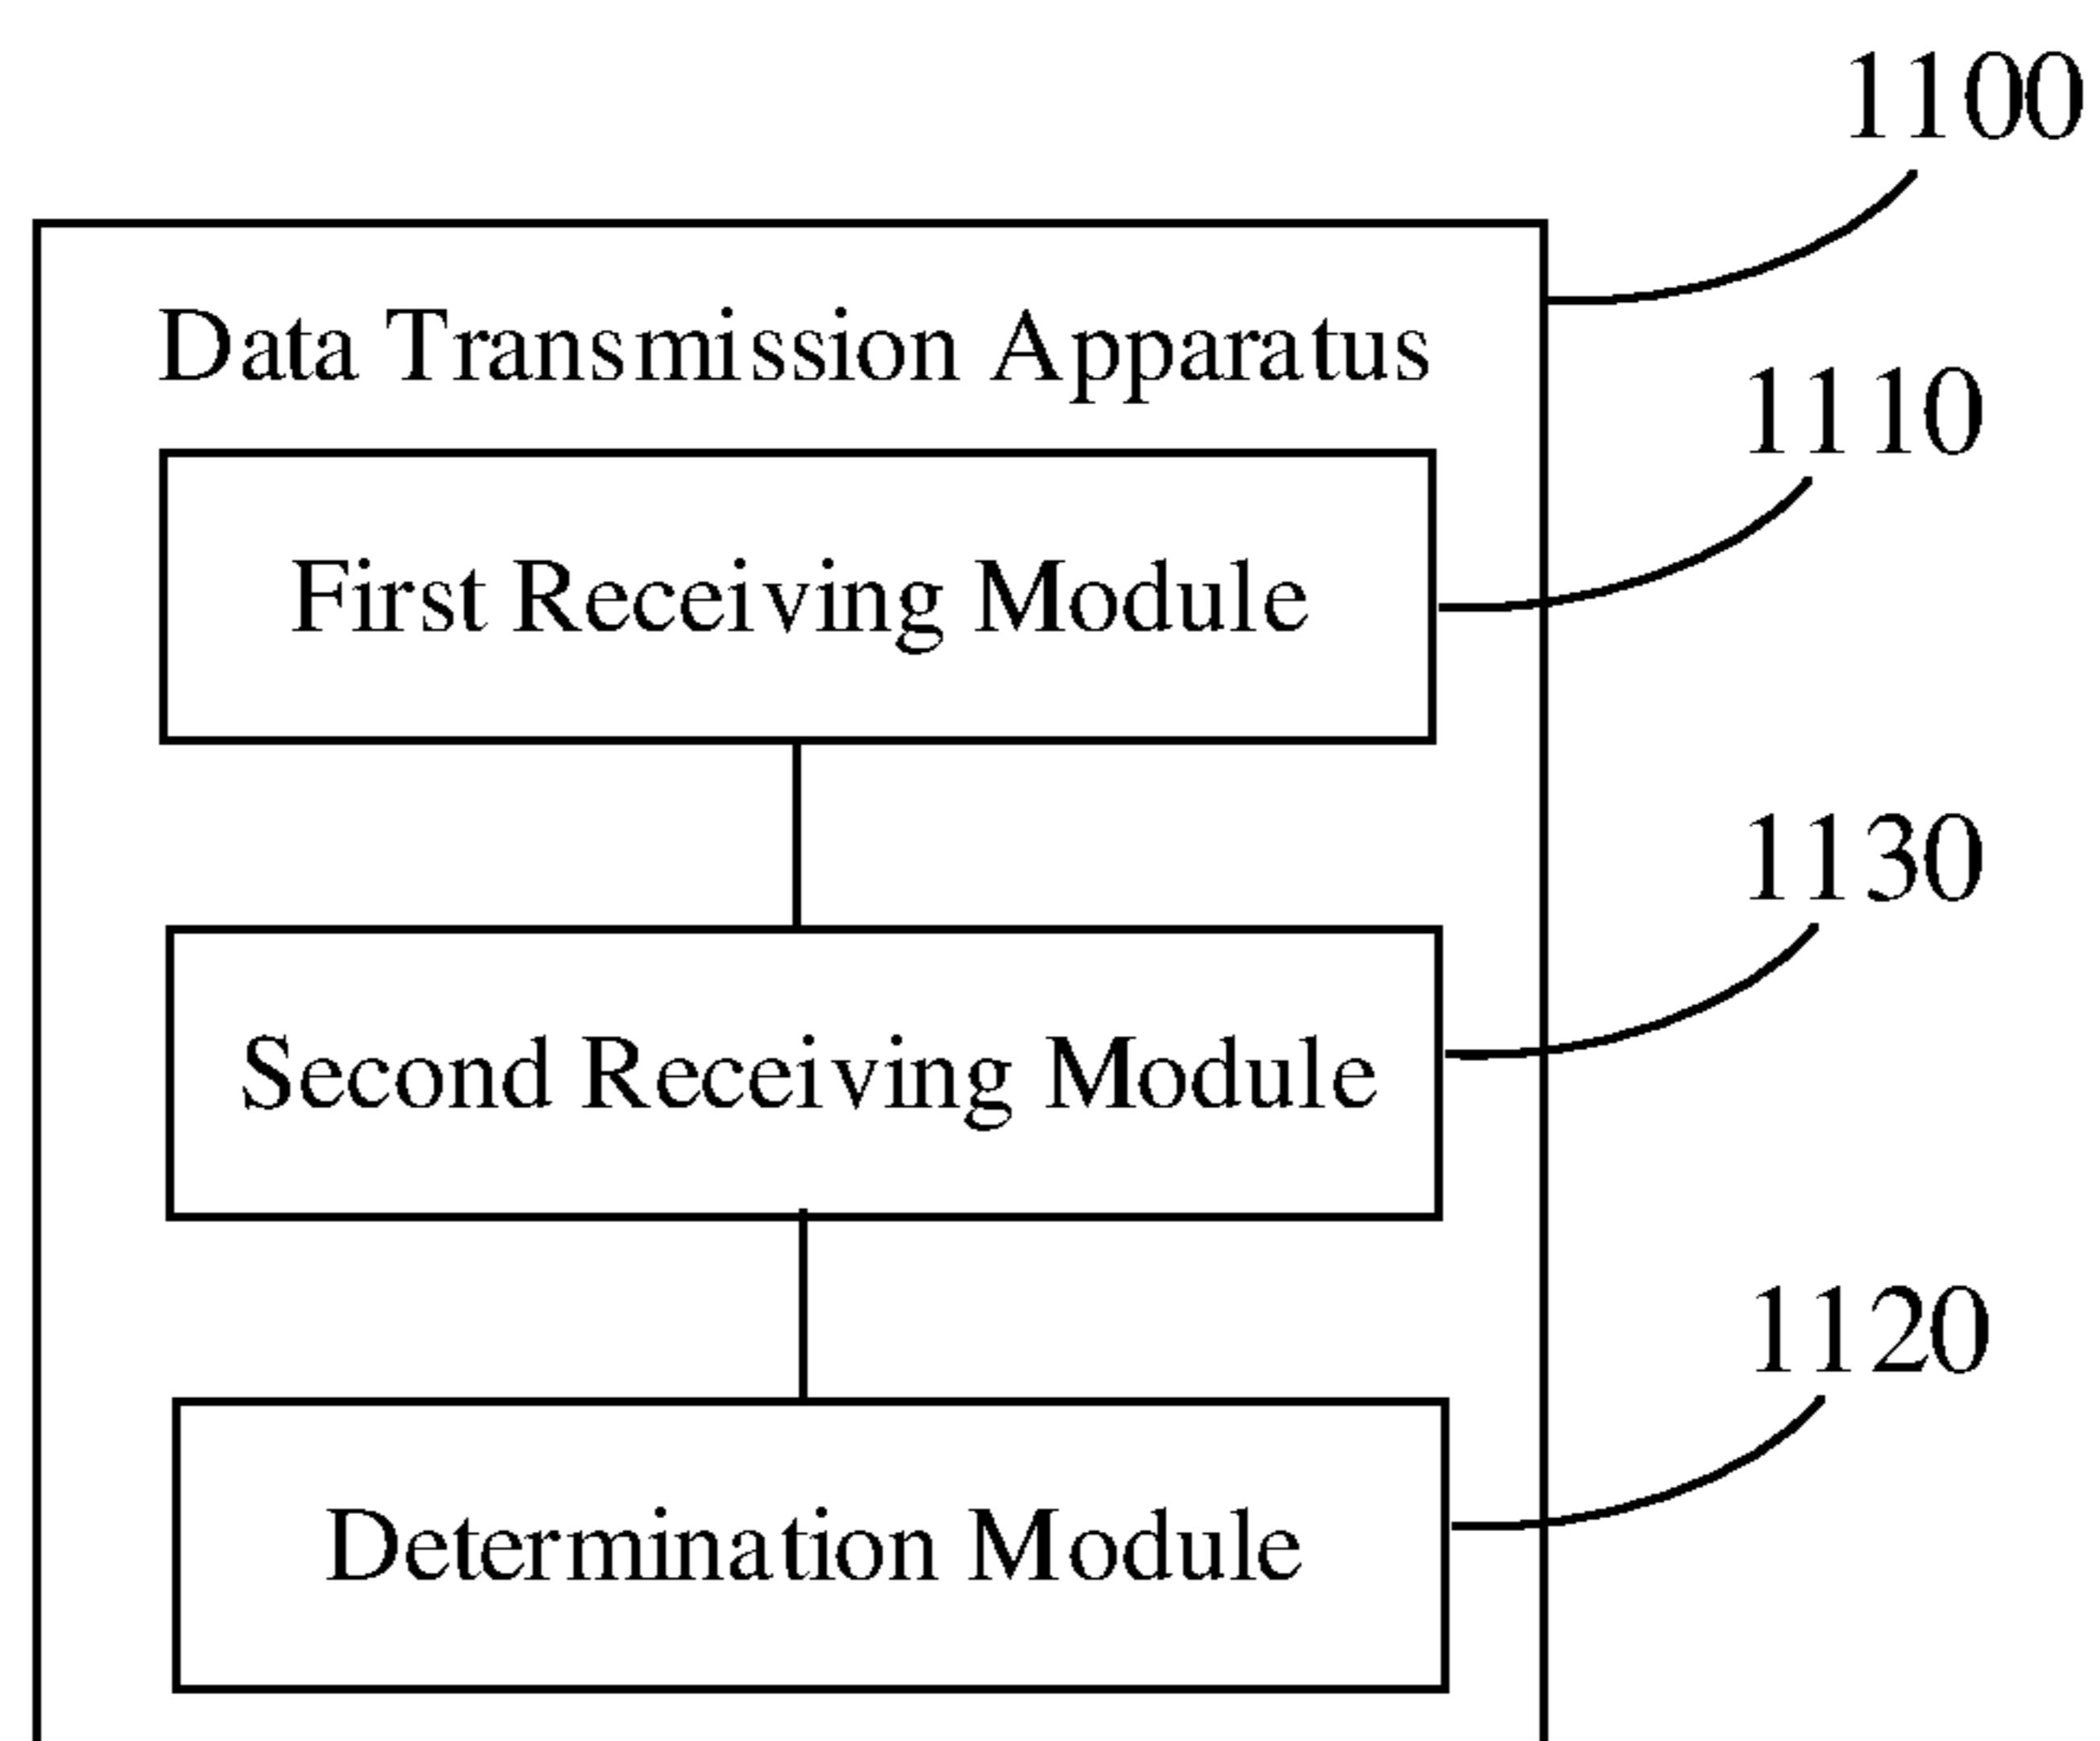 1100
Data Transmission Apparatus
1110
First Receiving Module
1130
Second Receiving Module
1120
Determination Module